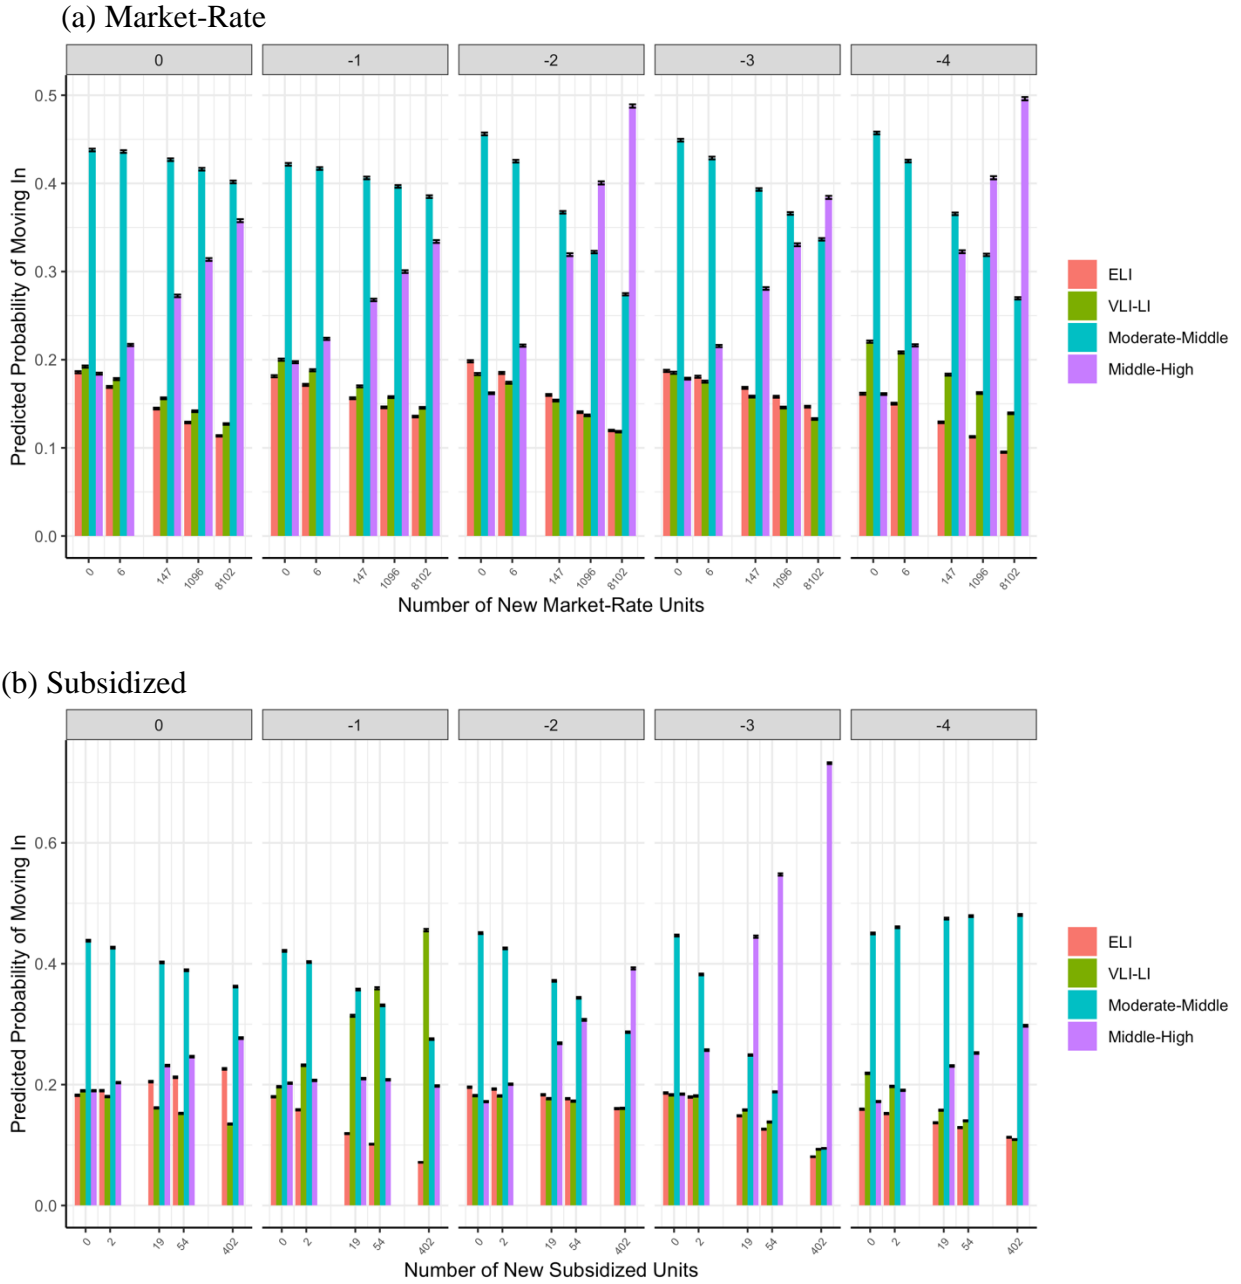 (a) Market-Rate
0 -1 -2 -3 -4
Predicted Probability of Moving In
0.5
0.4
0.3
0.2
0.1
0.0
0 6 147 1096 8102 0 6 147 1096 8102 0 6 147 1096 8102 0 6 147 1096 8102 0 6 147 1096 8102
Number of New Market-Rate Units
ELI
VLI-LI
Moderate-Middle
Middle-High
(b) Subsidized
0 -1 -2 -3 -4
Predicted Probability of Moving In
0.6
0.4
0.2
0.0
0 2 19 54 402 0 2 19 54 402 0 2 19 54 402 0 2 19 54 402 0 2 19 54 402
Number of New Subsidized Units
ELI
VLI-LI
Moderate-Middle
Middle-High